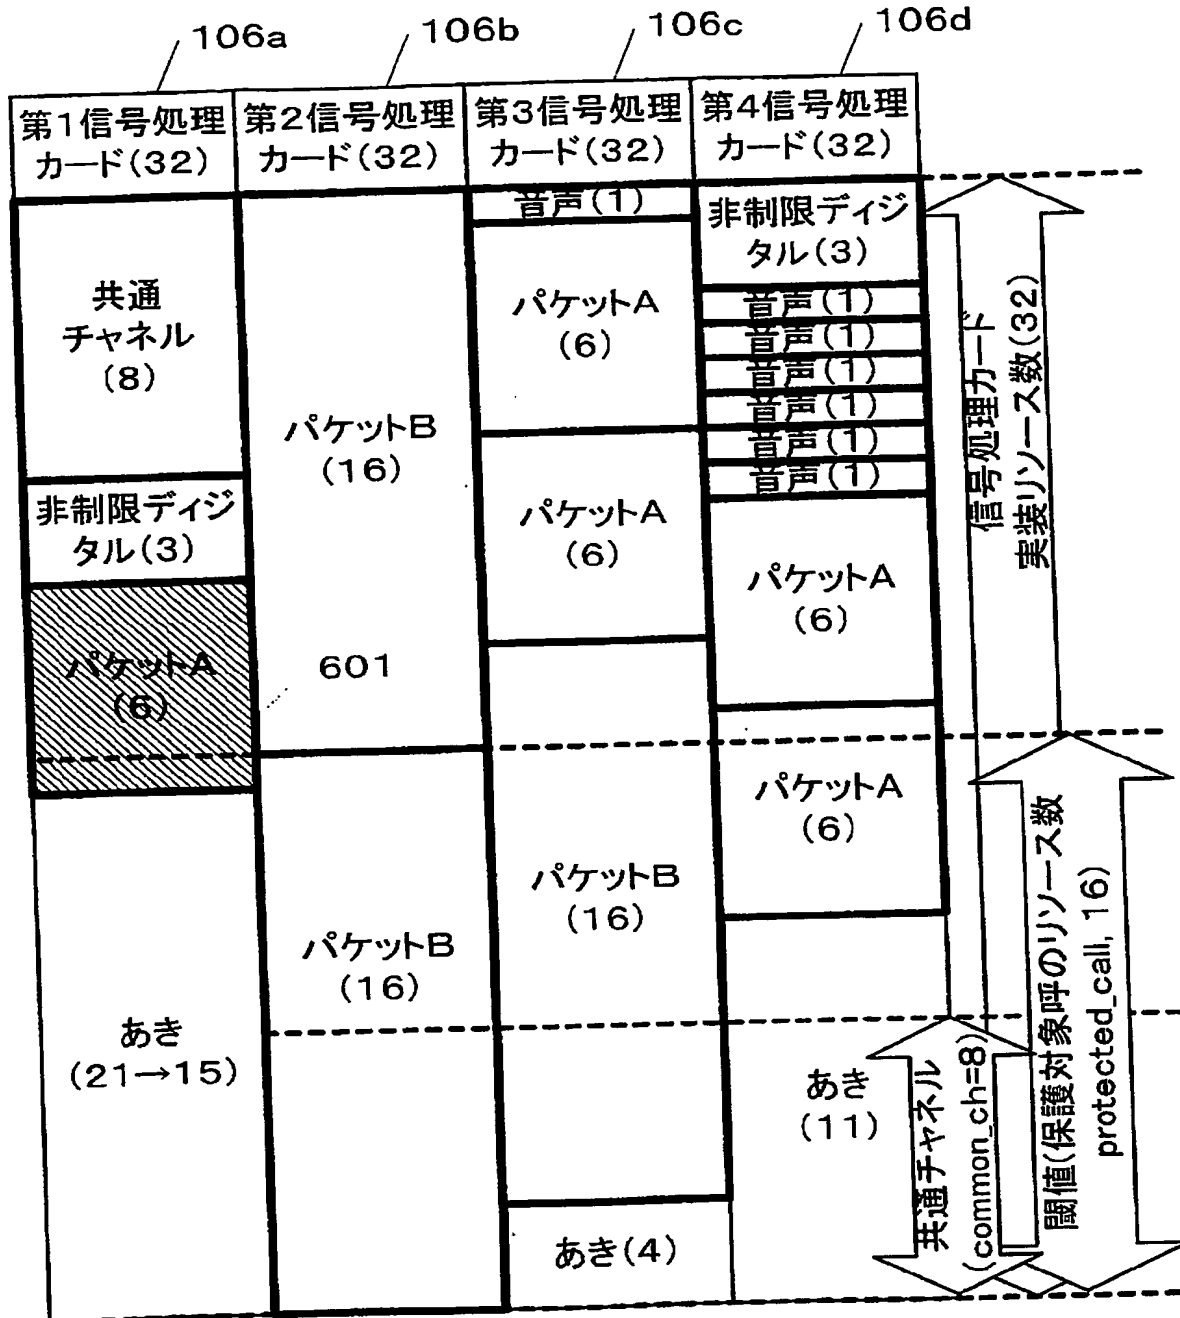 106a
106b
106c
106d
第1信号処理
カード(32)
第2信号処理
カード(32)
第3信号処理
カード(32)
第4信号処理
カード(32)
共通
チャネル
(8)
非制限ディジ
タル(3)
パケットA
(6)
あき
(21→15)
パケットB
(16)
601
パケットB
(16)
音声(1)
パケットA
(6)
パケットA
(6)
パケットB
(16)
あき(4)
非制限ディジ
タル(3)
音声(1)
音声(1)
音声(1)
音声(1)
音声(1)
音声(1)
パケットA
(6)
パケットA
(6)
あき
(11)
信号処理カード
実装リソース数(32)
共通チャネル
(common_ch=8)
閾値(保護対象呼のリソース数
protected_call, 16)